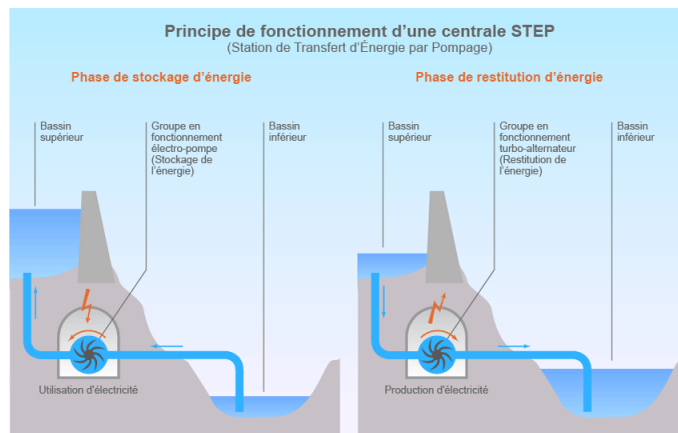 Principe de fonctionnement d'une centrale STEP
(Station de Transfert d'Énergie par Pompage)
Phase de stockage d'énergie
Bassin
supérieur
Groupe en
fonctionnement
électro-pompe
(Stockage de
l'énergie)
Bassin
inférieur
Utilisation d'électricité
Phase de restitution d'énergie
Bassin
supérieur
Groupe en
fonctionnement
turbo-alternateur
(Restitution de
l'énergie)
Bassin
inférieur
Production d'électricité